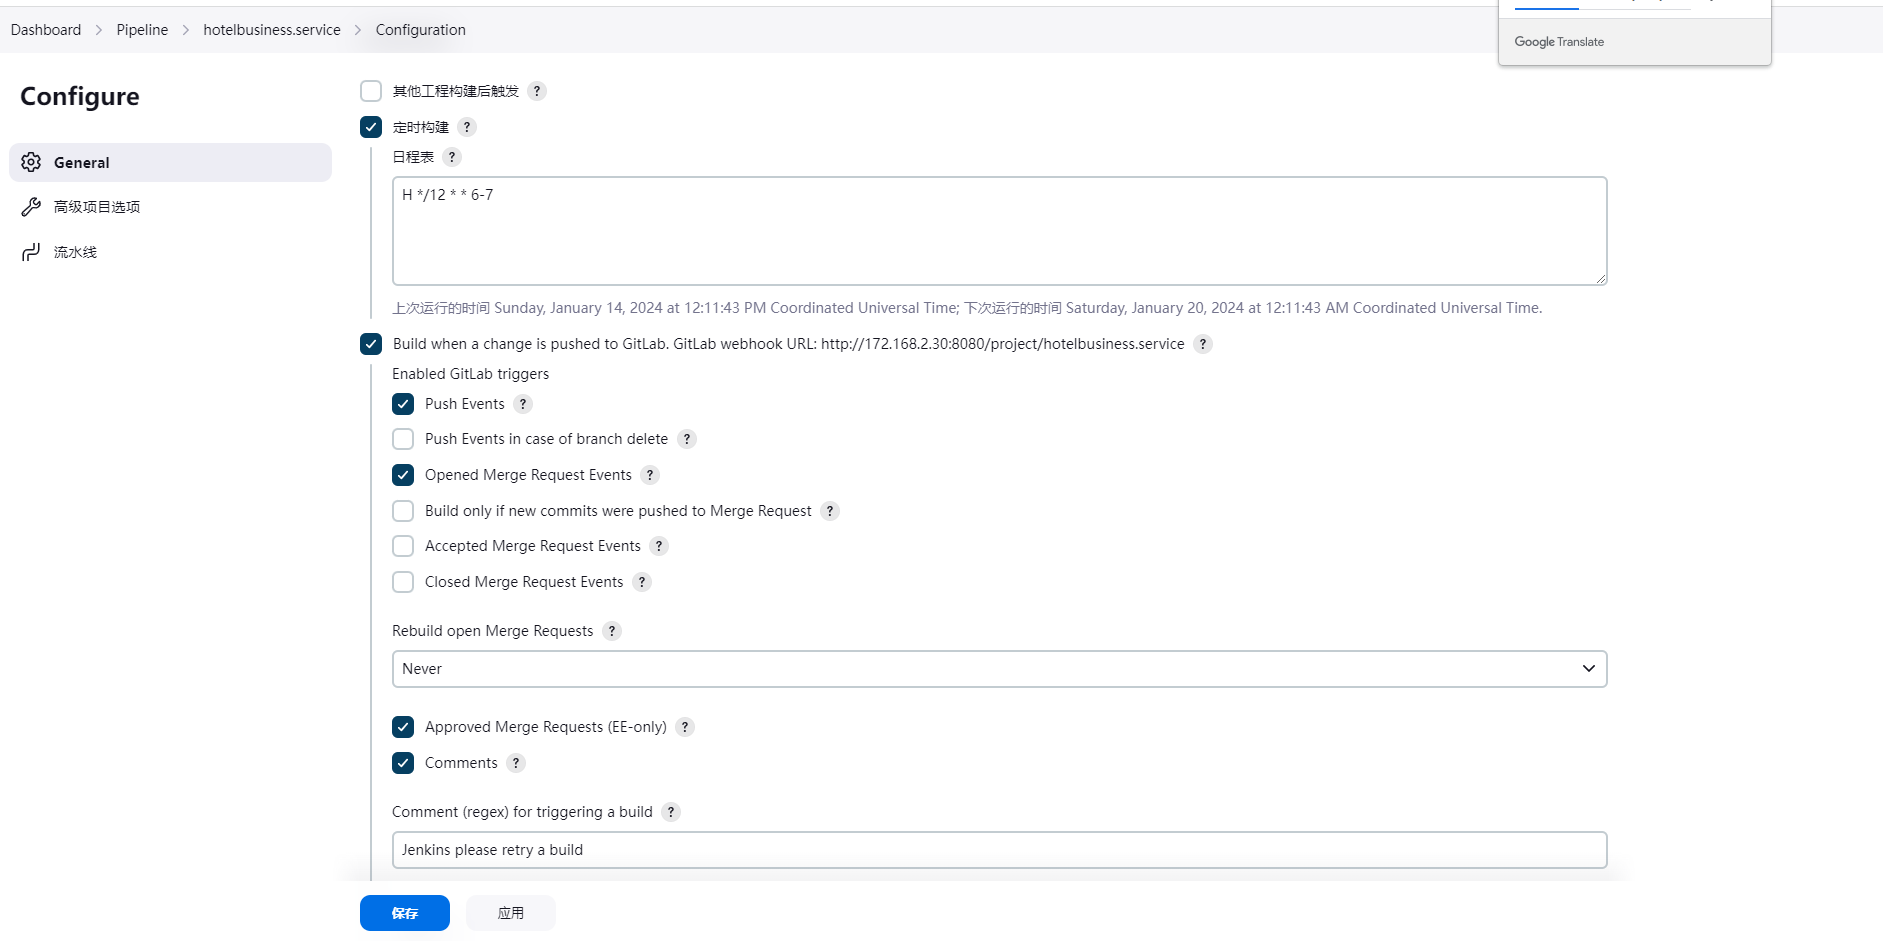 Dashboard > Pipeline > hotelbusiness.service > Configuration
Google Translate
Configure
General
高级项目选项
流水线
其他工程构建后触发 ?
定时构建 ?
日程表 ?
H */12 * * 6-7
上次运行的时间 Sunday, January 14, 2024 at 12:11:43 PM Coordinated Universal Time; 下次运行的时间 Saturday, January 20, 2024 at 12:11:43 AM Coordinated Universal Time.
Build when a change is pushed to GitLab. GitLab webhook URL: http://172.168.2.30:8080/project/hotelbusiness.service ?
Enabled GitLab triggers
Push Events ?
Push Events in case of branch delete ?
Opened Merge Request Events ?
Build only if new commits were pushed to Merge Request ?
Accepted Merge Request Events ?
Closed Merge Request Events ?
Rebuild open Merge Requests ?
Never
Approved Merge Requests (EE-only) ?
Comments ?
Comment (regex) for triggering a build ?
Jenkins please retry a build
保存
应用